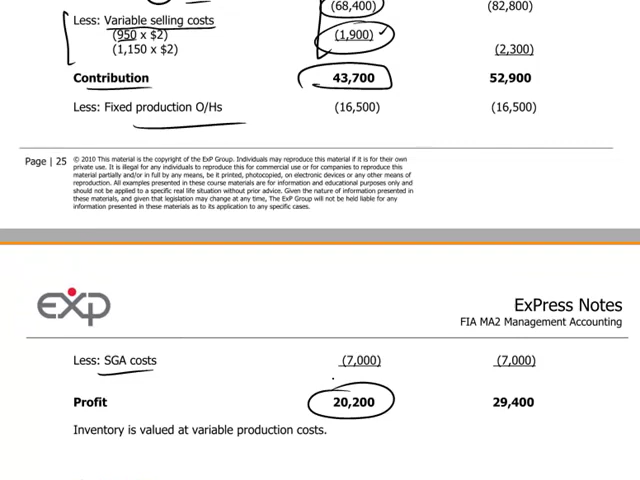 (68,400) (82,800)
Less: Variable selling costs
(950 x $2) (1,900)
(1,150 x $2) (2,300)
Contribution 43,700 52,900
Less: Fixed production O/Hs (16,500) (16,500)
Page | 25 © 2010 This material is the copyright of the ExP Group. Individuals may reproduce this material if it is for their own
private use. It is illegal for any individuals to reproduce this for commercial use or for companies to reproduce this
material partially and/or in full by any means, be it printed, photocopied, on electronic devices or any other means of
reproduction. All examples presented in these course materials are for information and educational purposes only and
should not be applied to a specific real life situation without prior advice. Given the nature of information presented in
these materials, and given that legislation may change at any time, The ExP Group will not be held liable for any
information presented in these materials as to its application to any specific cases.
exp
ExPress Notes
FIA MA2 Management Accounting
Less: SGA costs (7,000) (7,000)
Profit 20,200 29,400
Inventory is valued at variable production costs.